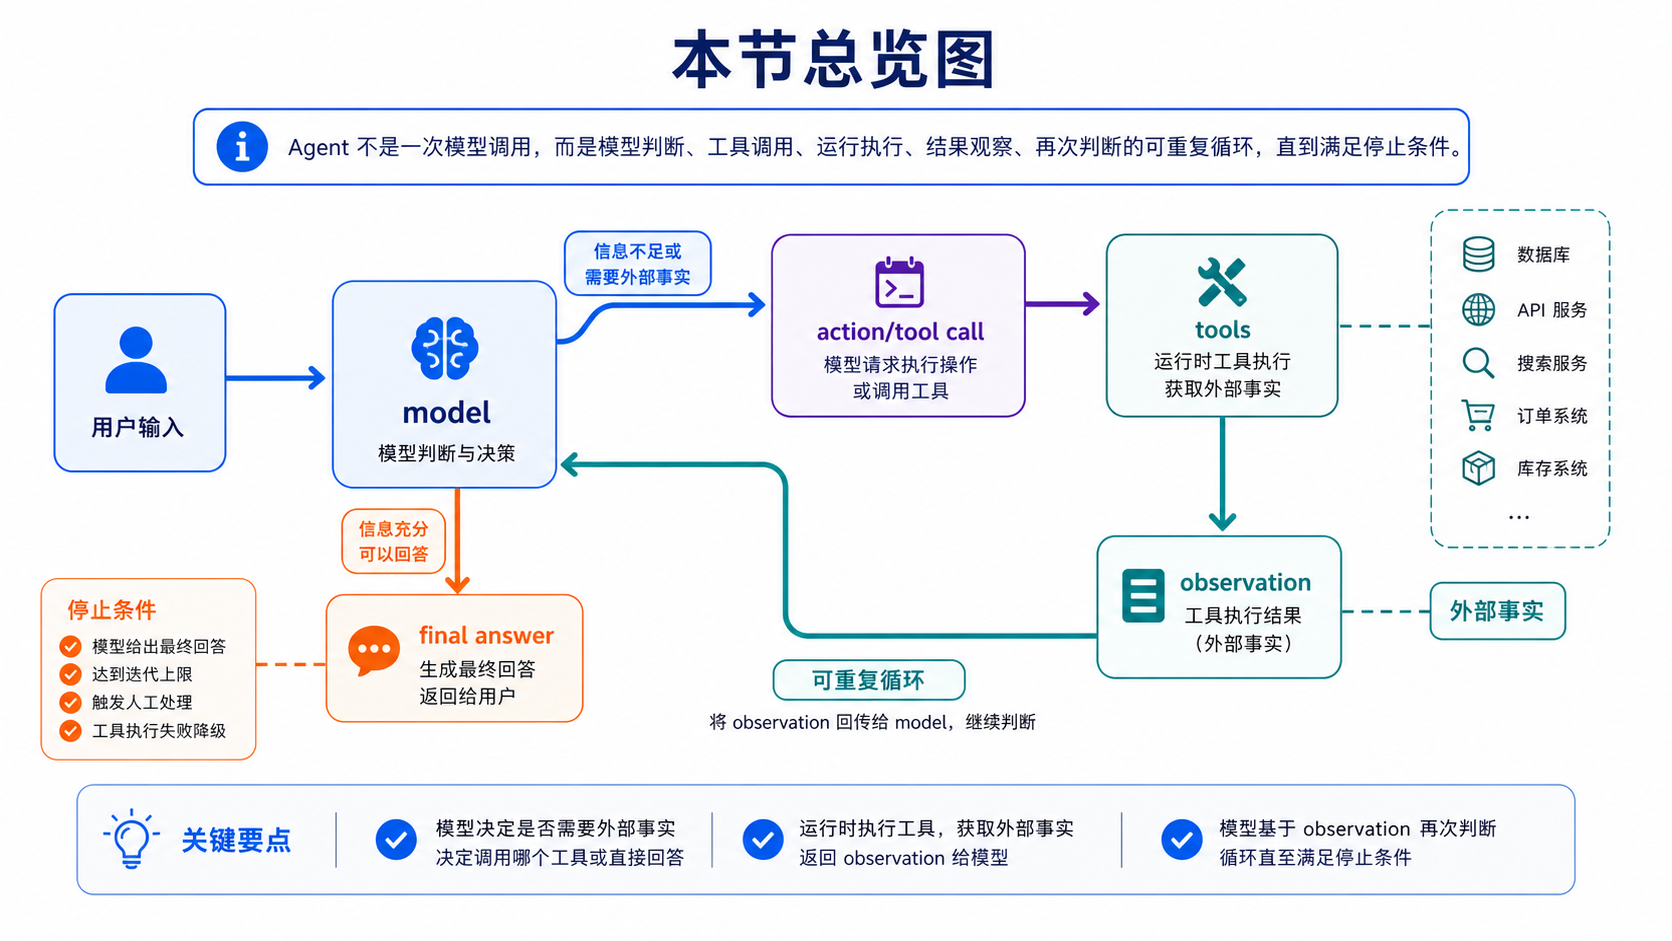 本节总览图
Agent 不是一次模型调用，而是模型判断、工具调用、运行执行、结果观察、再次判断的可重复循环，直到满足停止条件。
用户输入
model
模型判断与决策
信息不足或
需要外部事实
action/tool call
模型请求执行操作
或调用工具
tools
运行时工具执行
获取外部事实
数据库
API 服务
搜索服务
订单系统
库存系统
...
信息充分
可以回答
停止条件
模型给出最终回答
达到迭代上限
触发人工处理
工具执行失败降级
final answer
生成最终回答
返回给用户
observation
工具执行结果
（外部事实）
外部事实
可重复循环
将 observation 回传给 model，继续判断
关键要点
模型决定是否需要外部事实
决定调用哪个工具或直接回答
运行时执行工具，获取外部事实
返回 observation 给模型
模型基于 observation 再次判断
循环直至满足停止条件